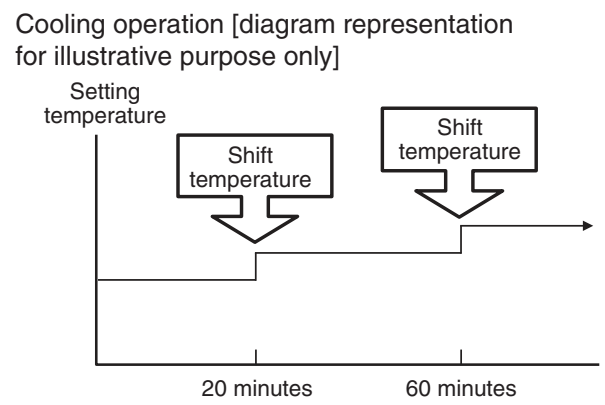 Cooling operation [diagram representation
for illustrative purpose only]
Setting
temperature
Shift
temperature
Shift
temperature
20 minutes
60 minutes